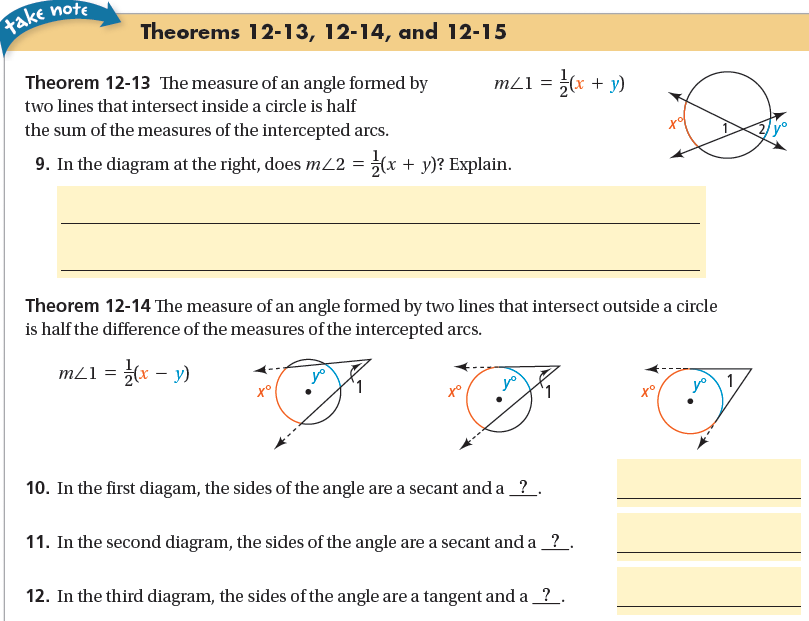 take note
Theorems 12-13, 12-14, and 12-15
Theorem 12-13 The measure of an angle formed by
two lines that intersect inside a circle is half
the sum of the measures of the intercepted arcs.
m∠1 = ½(x + y)
x° 1 2 y°
9. In the diagram at the right, does m∠2 = ½(x + y)? Explain.
Theorem 12-14 The measure of an angle formed by two lines that intersect outside a circle
is half the difference of the measures of the intercepted arcs.
m∠1 = ½(x − y)
x° y° 1
x° y° 1
x° y° 1
10. In the first diagam, the sides of the angle are a secant and a ?.
11. In the second diagram, the sides of the angle are a secant and a ?.
12. In the third diagram, the sides of the angle are a tangent and a ?.